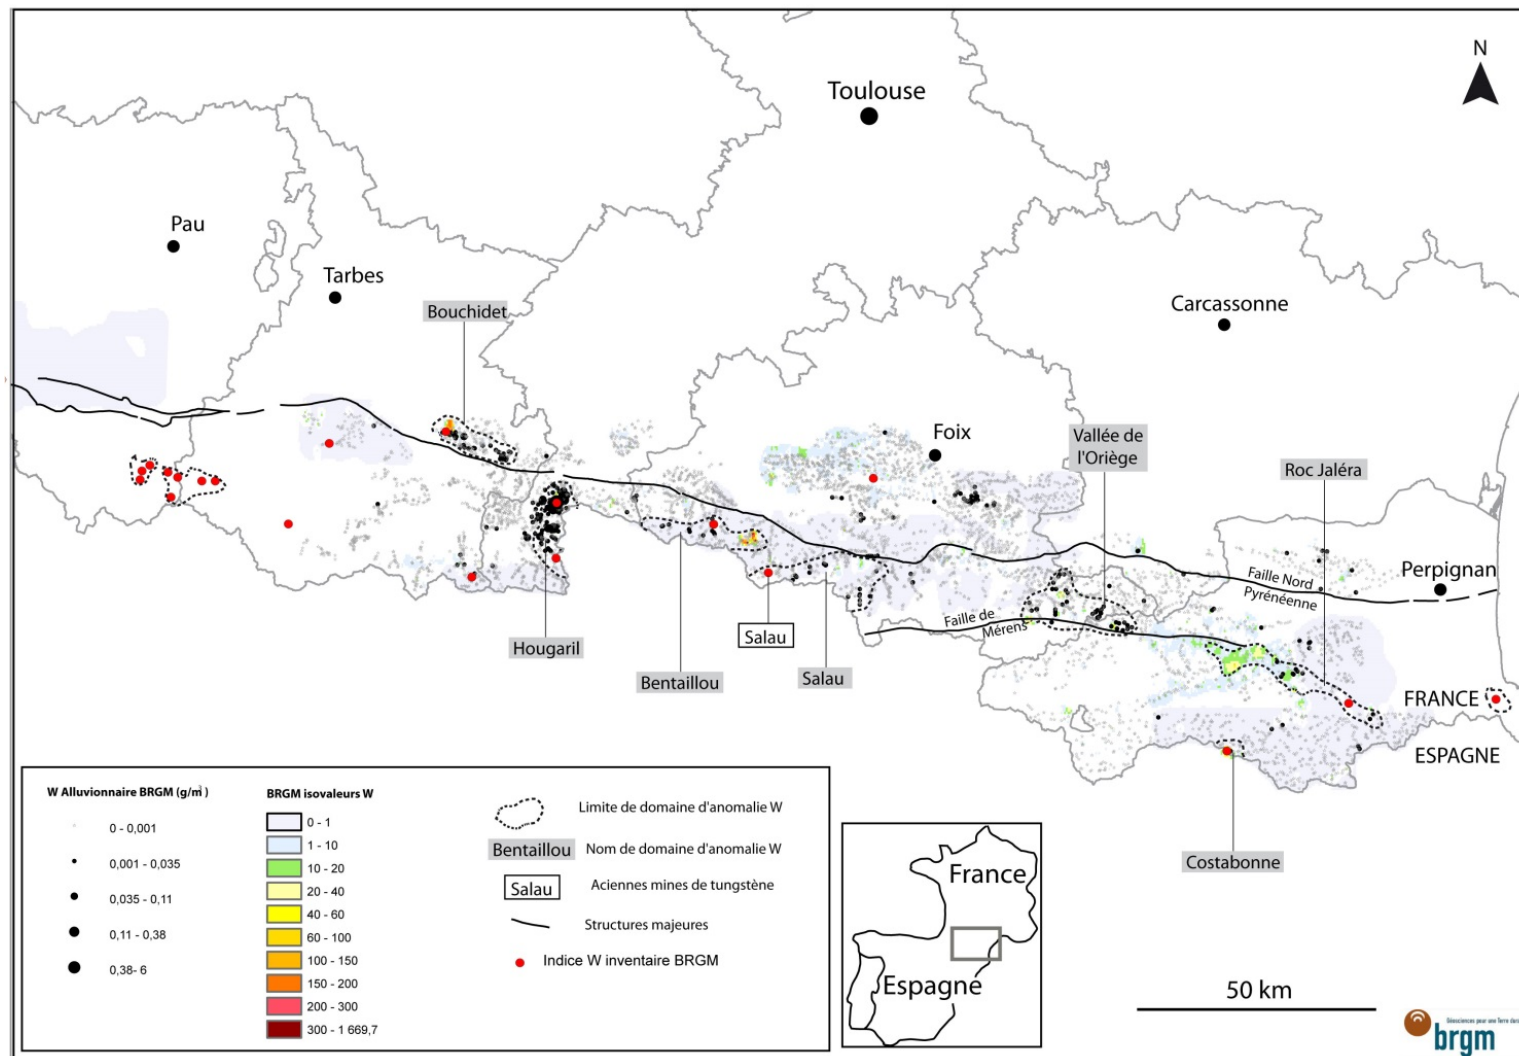 N
Toulouse
Pau
Tarbes
Bouchidet
Carcassonne
Foix
Vallée de
l'Oriège
Roc Jaléra
Faille Nord
Pyrénéenne
Perpignan
Faille de
Mérens
Salau
Hougaril
Bentaillou
Salau
FRANCE
ESPAGNE
Costabonne
W Alluvionnaire BRGM (g/m³)
0 - 0,001
0,001 - 0,035
0,035 - 0,11
0,11 - 0,38
0,38- 6
BRGM isovaleurs W
0 - 1
1 - 10
10 - 20
20 - 40
40 - 60
60 - 100
100 - 150
150 - 200
200 - 300
300 - 1 669,7
Limite de domaine d'anomalie W
Bentaillou Nom de domaine d'anomalie W
Salau Aciennes mines de tungstène
Structures majeures
Indice W inventaire BRGM
France
Espagne
50 km
Géosciences pour une Terre
brgm